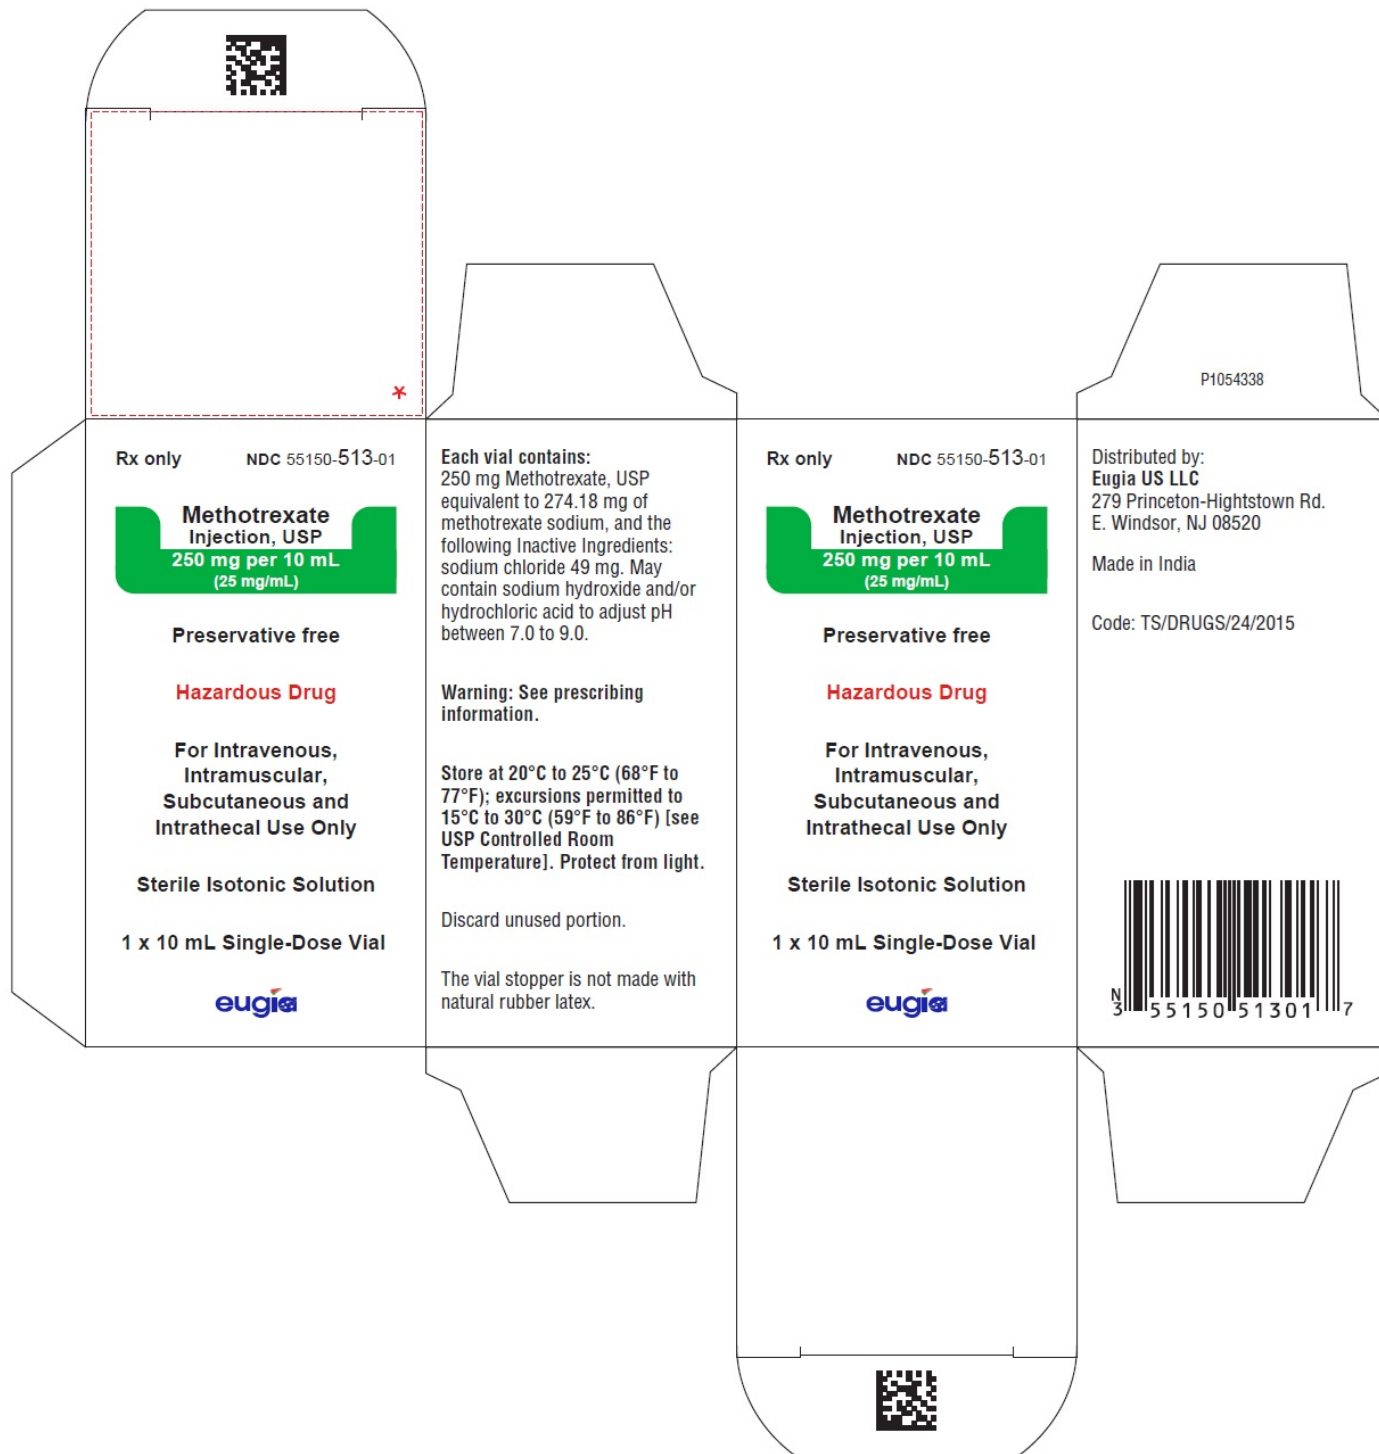 P1054338
Rx only NDC 55150-513-01
Methotrexate
Injection, USP
250 mg per 10 mL
(25 mg/mL)
Preservative free
Hazardous Drug
For Intravenous,
Intramuscular,
Subcutaneous and
Intrathecal Use Only
Sterile Isotonic Solution
1 x 10 mL Single-Dose Vial
eugia
Each vial contains:
250 mg Methotrexate, USP
equivalent to 274.18 mg of
methotrexate sodium, and the
following Inactive Ingredients:
sodium chloride 49 mg. May
contain sodium hydroxide and/or
hydrochloric acid to adjust pH
between 7.0 to 9.0.
Warning: See prescribing
information.
Store at 20°C to 25°C (68°F to
77°F); excursions permitted to
15°C to 30°C (59°F to 86°F) [see
USP Controlled Room
Temperature]. Protect from light.
Discard unused portion.
The vial stopper is not made with
natural rubber latex.
Rx only NDC 55150-513-01
Methotrexate
Injection, USP
250 mg per 10 mL
(25 mg/mL)
Preservative free
Hazardous Drug
For Intravenous,
Intramuscular,
Subcutaneous and
Intrathecal Use Only
Sterile Isotonic Solution
1 x 10 mL Single-Dose Vial
eugia
Distributed by:
Eugia US LLC
279 Princeton-Hightstown Rd.
E. Windsor, NJ 08520
Made in India
Code: TS/DRUGS/24/2015
N
3 55150 51301 7